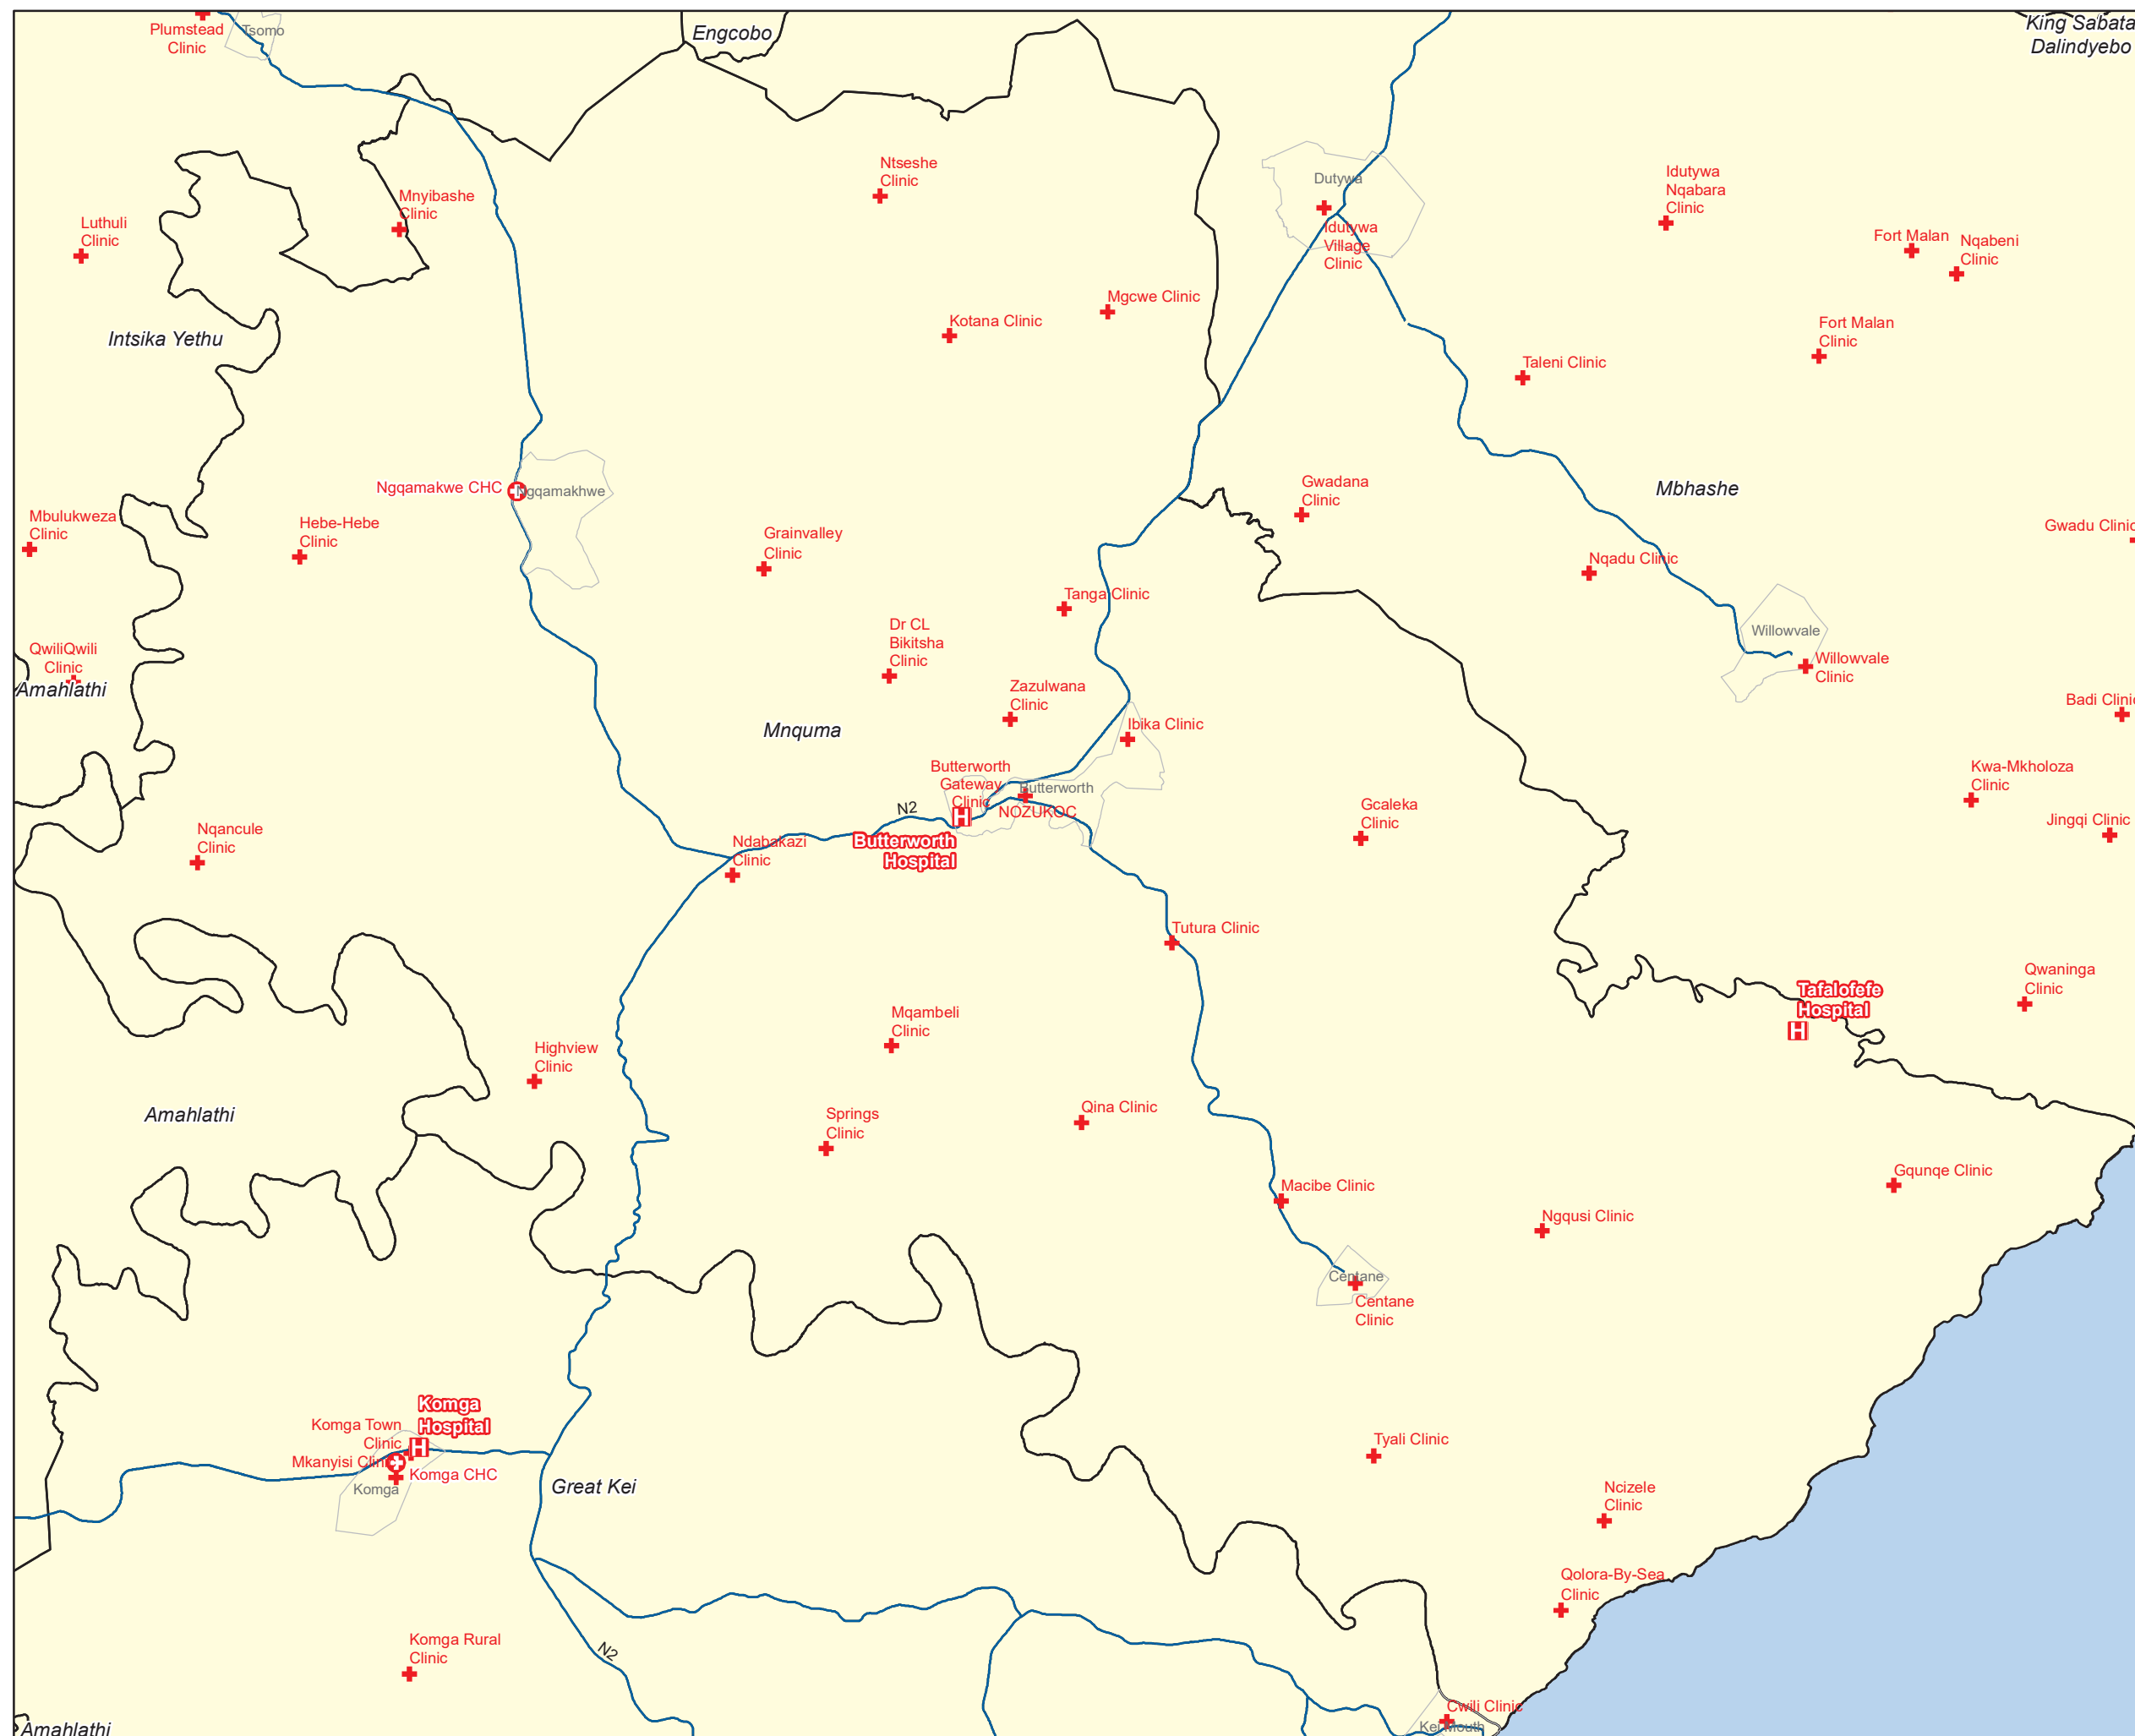 Plumstead
Clinic
Tsomo
Engcobo
King Sabata
Dalindyebo
Ntseshe
Clinic
Dutywa
Idutywa
Nqabara
Clinic
Mnyibashe
Clinic
Luthuli
Clinic
Idutywa
Village
Clinic
Fort Malan
Nqabeni
Clinic
Mgcwe Clinic
Kotana Clinic
Intsika Yethu
Fort Malan
Clinic
Taleni Clinic
Ngqamakwe CHC
Ngqamakhwe
Gwadana
Clinic
Mbhashe
Mbulukweza
Clinic
Hebe-Hebe
Clinic
Grainvalley
Clinic
Gwadu Clinic
Nqadu Clinic
Tanga Clinic
Dr CL
Bikitsha
Clinic
Willowvale
QwiliQwili
Clinic
Amahlathi
Willowvale
Clinic
Zazulwana
Clinic
Badi Clinic
Mnquma
Ibika Clinic
Butterworth
Gateway
Clinic
Butterworth
NOZUKOC
Kwa-Mkholoza
Clinic
N2
Gcaleka
Clinic
Jingqi Clinic
Nqancule
Clinic
Ndabakazi
Clinic
Butterworth
Hospital
Tutura Clinic
Qwaninga
Clinic
Tafalofefe
Hospital
Mqambeli
Clinic
Highview
Clinic
Amahlathi
Springs
Clinic
Qina Clinic
Gqunqe Clinic
Macibe Clinic
Ngqusi Clinic
Centane
Centane
Clinic
Komga
Hospital
Komga Town
Clinic
Mkanyisi Clinic
Komga CHC
Komga
Great Kei
Tyali Clinic
Ncizele
Clinic
Qolora-By-Sea
Clinic
Komga Rural
Clinic
N2
Cwili Clinic
Kei Mouth
Amahlathi